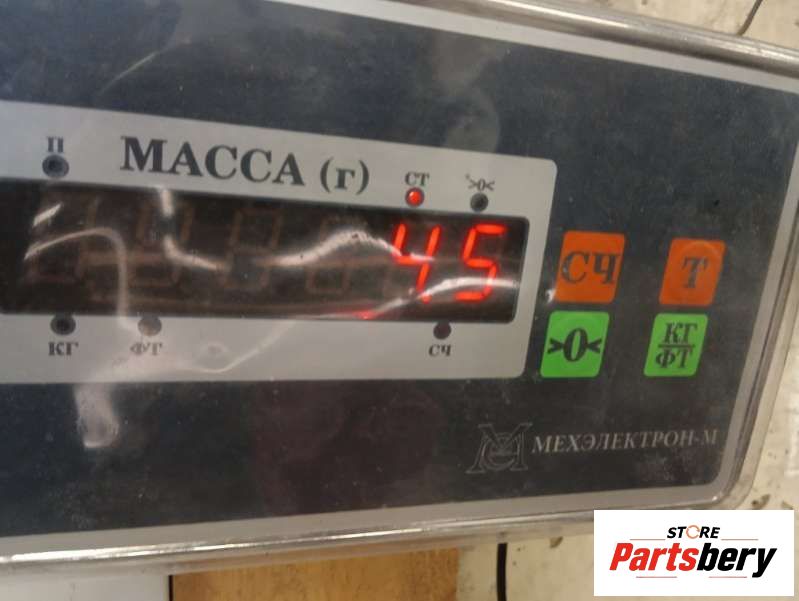 П
МАССА (г)
СТ
>0<
45
КГ
ФТ
СЧ
СЧ
Т
>0<
КГ
ФТ
МЕХЭЛЕКТРОН-М
STORE
Partsbery